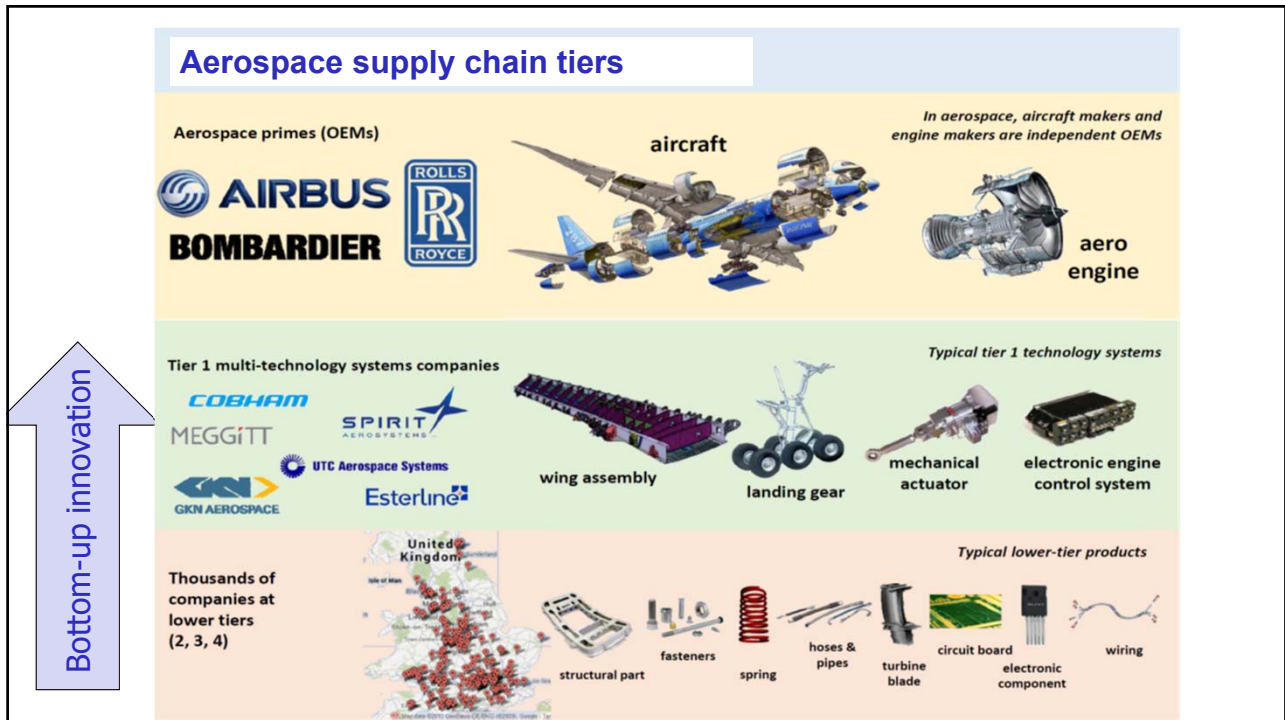 Aerospace supply chain tiers
Aerospace primes (OEMs)
In aerospace, aircraft makers and
engine makers are independent OEMs
aircraft
AIRBUS
ROLLS
RR
ROYCE
BOMBARDIER
aero
engine
Bottom-up innovation
Tier 1 multi-technology systems companies
Typical tier 1 technology systems
COBHAM
SPIRIT
AEROSYSTEMS
MEGGiTT
UTC Aerospace Systems
GKN
GKN AEROSPACE
Esterline
wing assembly
landing gear
mechanical
actuator
electronic engine
control system
Thousands of
companies at
lower tiers
(2, 3, 4)
United
Kingdom
Isle of Man
Typical lower-tier products
structural part
fasteners
spring
hoses &
pipes
turbine
blade
circuit board
electronic
component
wiring